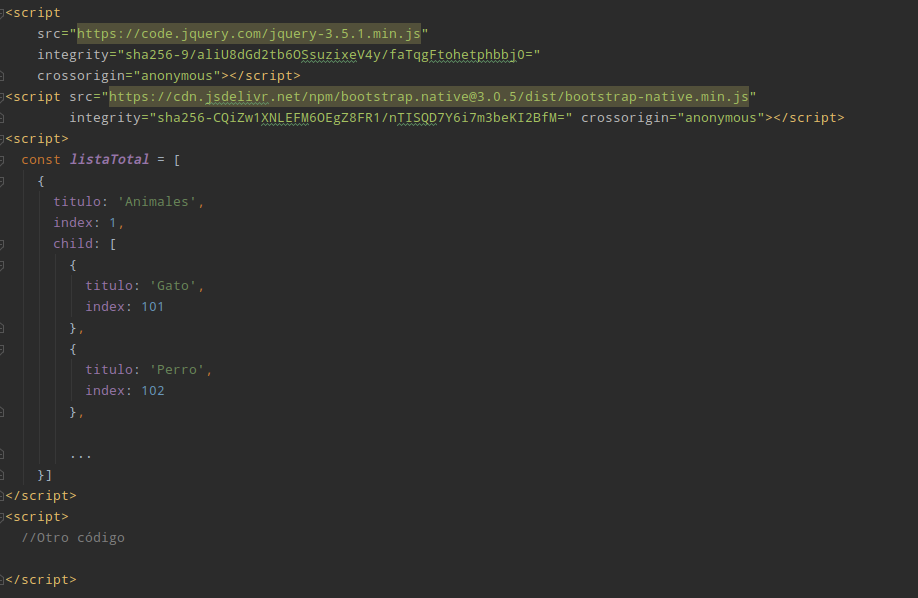 <script
src="https://code.jquery.com/jquery-3.5.1.min.js"
integrity="sha256-9/aliU8dGd2tb6OSsuzixeV4y/faTqgFtohetphbbj0="
crossorigin="anonymous"></script>
<script src="https://cdn.jsdelivr.net/npm/bootstrap.native@3.0.5/dist/bootstrap-native.min.js"
integrity="sha256-CQiZw1XNLEFM6OEgZ8FR1/nTISQD7Y6i7m3beKI2BfM=" crossorigin="anonymous"></script>
<script>
const listaTotal = [
{
titulo: 'Animales',
index: 1,
child: [
{
titulo: 'Gato',
index: 101
},
{
titulo: 'Perro',
index: 102
},
...
}]
</script>
<script>
//Otro código
</script>